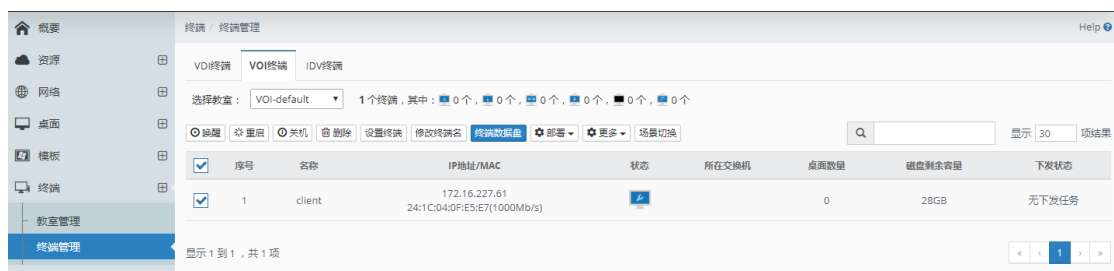 概要
资源
网络
桌面
模板
终端
教室管理
终端管理
终端 / 终端管理
Help
VDI终端 VOI终端 IDV终端
选择教室： VOI-default 1 个终端，其中： 0 个， 0 个， 0 个， 0 个， 0 个， 0 个
唤醒 重启 关机 删除 设置终端 修改终端名 终端数据盘 部署 更多 场景切换 显示 30 项结果
序号 名称 IP地址/MAC 状态 所在交换机 桌面数量 磁盘剩余容量 下发状态
1 client 172.16.227.61 0 28GB 无下发任务
24:1C:04:0F:E5:E7(1000Mb/s)
显示 1 到 1 ，共 1 项
« ‹ 1 › »